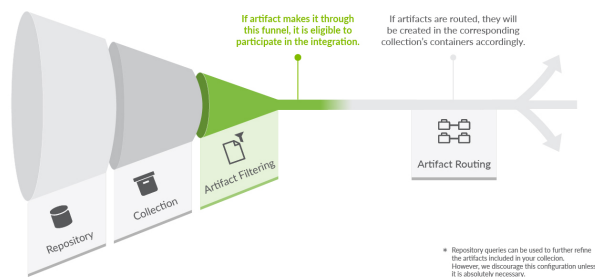 If artifact makes it through
this funnel, it is eligible to
participate in the integration.
If artifacts are routed, they will
be created in the corresponding
collection's containers accordingly.
Repository
Collection
Artifact Filtering
Artifact Routing
* Repository queries can be used to further refine
the artifacts included in your collecion.
However, we discourage this configuration unless
it is absolutely necessary.